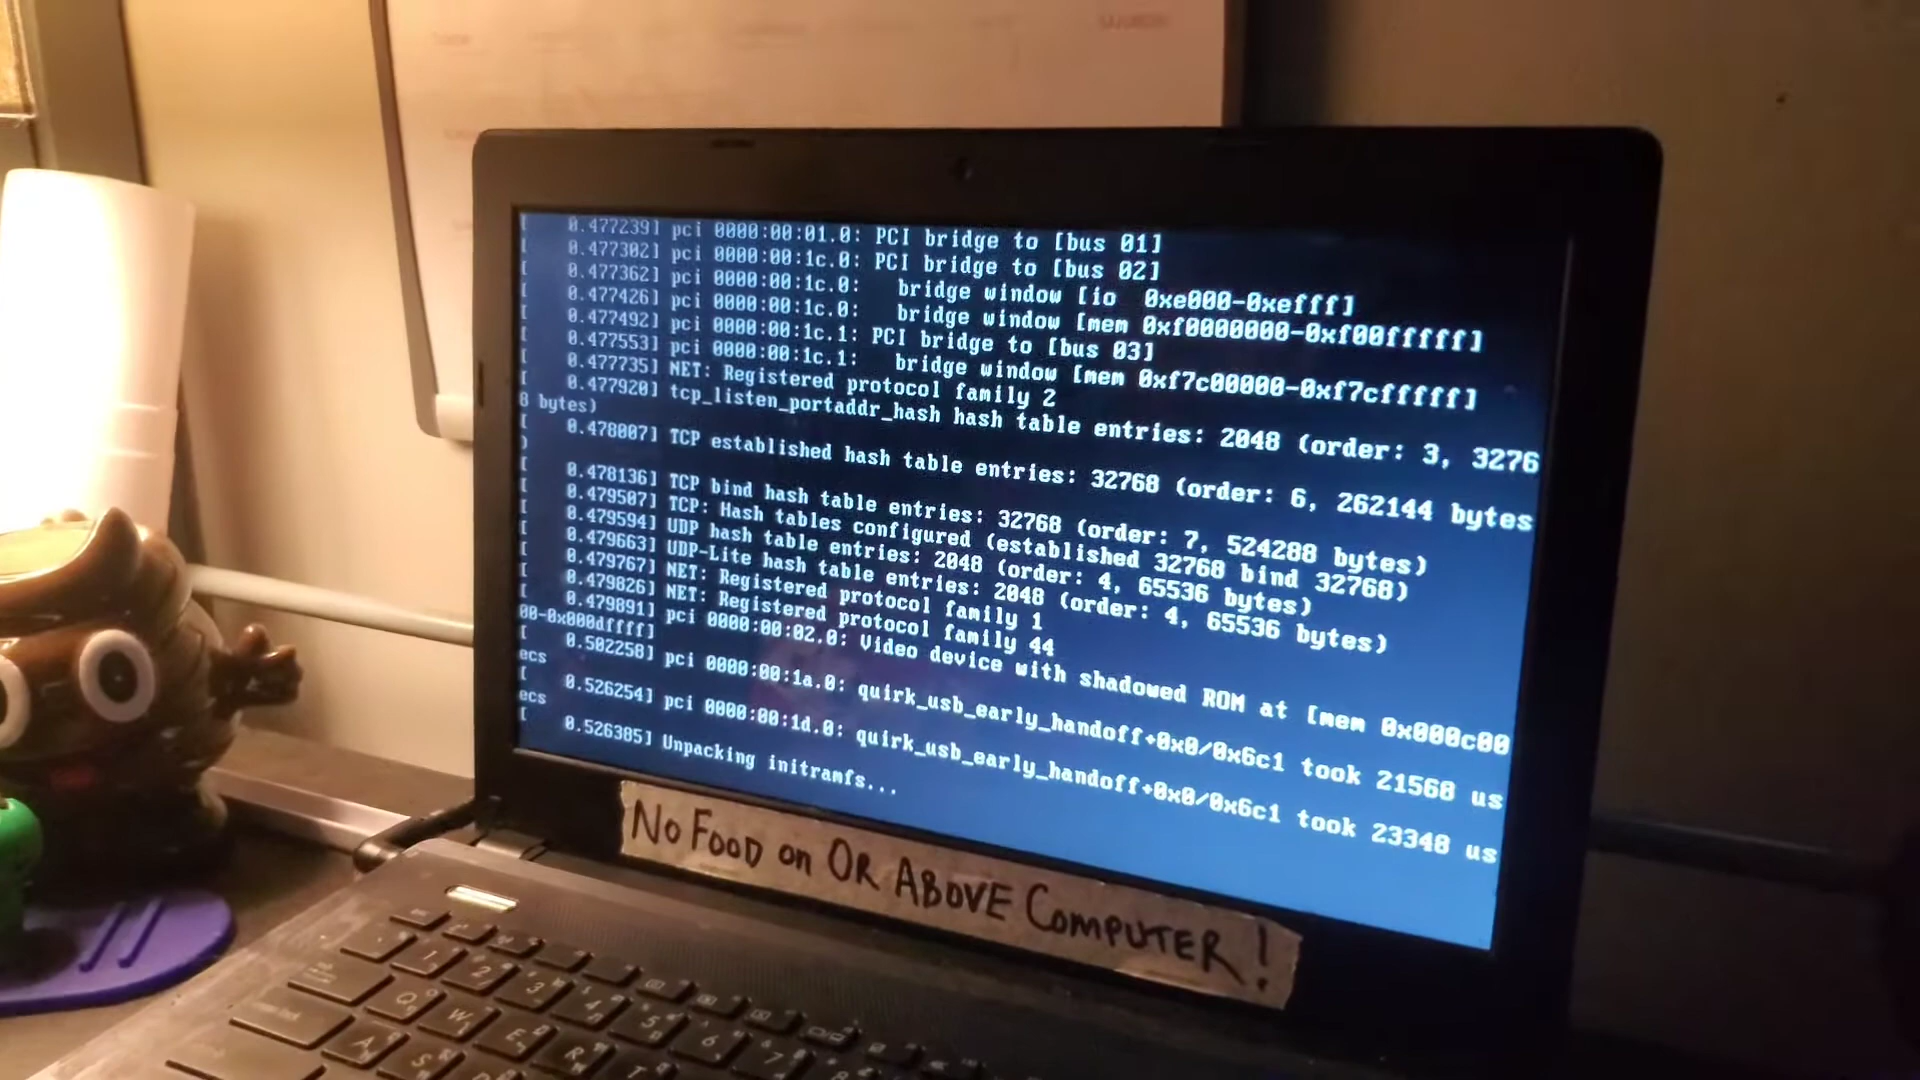 [    0.477239] pci 0000:00:01.0: PCI bridge to [bus 01]
[    0.477302] pci 0000:00:1c.0: PCI bridge to [bus 02]
[    0.477362] pci 0000:00:1c.0:   bridge window [io  0xe000-0xefff]
[    0.477426] pci 0000:00:1c.0:   bridge window [mem 0xf0000000-0xf00fffff]
[    0.477492] pci 0000:00:1c.1: PCI bridge to [bus 03]
[    0.477553] pci 0000:00:1c.1:   bridge window [mem 0xf7c00000-0xf7cfffff]
[    0.477735] NET: Registered protocol family 2
[    0.477920] tcp_listen_portaddr_hash hash table entries: 2048 (order: 3, 3276
8 bytes)
[    0.478007] TCP established hash table entries: 32768 (order: 6, 262144 bytes
)
[    0.478136] TCP bind hash table entries: 32768 (order: 7, 524288 bytes)
[    0.479507] TCP: Hash tables configured (established 32768 bind 32768)
[    0.479594] UDP hash table entries: 2048 (order: 4, 65536 bytes)
[    0.479663] UDP-Lite hash table entries: 2048 (order: 4, 65536 bytes)
[    0.479767] NET: Registered protocol family 1
[    0.479826] NET: Registered protocol family 44
[    0.479891] pci 0000:00:02.0: Video device with shadowed ROM at [mem 0x000c00
00-0x000dffff]
[    0.502258] pci 0000:00:1a.0: quirk_usb_early_handoff+0x0/0x6c1 took 21568 us
ecs
[    0.526254] pci 0000:00:1d.0: quirk_usb_early_handoff+0x0/0x6c1 took 23348 us
ecs
[    0.526385] Unpacking initramfs...
No Food on OR ABOVE COMPUTER!
1 2 3 4 5 6 7 8
Q W E R T
A S D